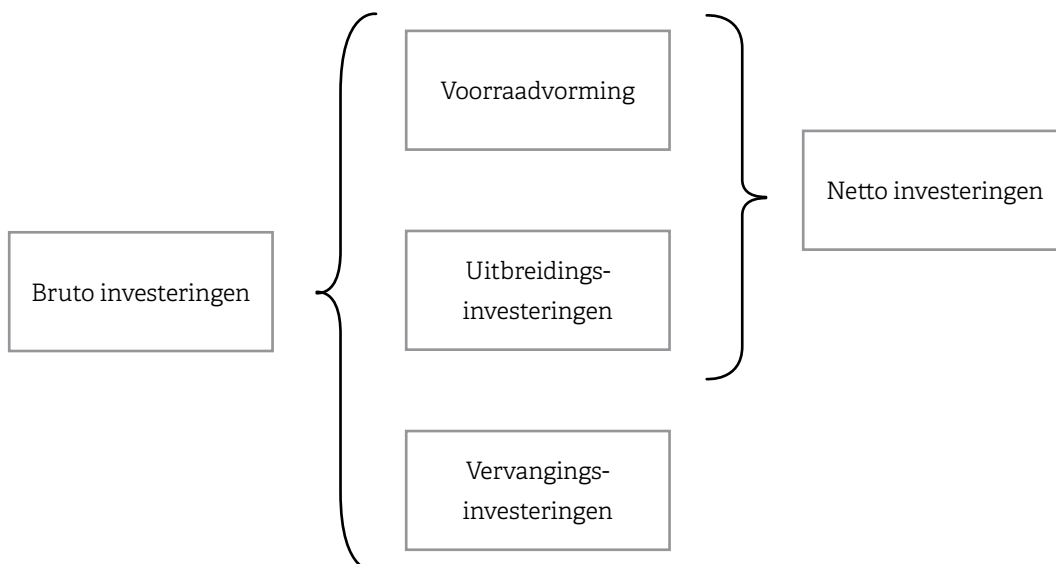 Voorraadvorming
Netto investeringen
Bruto investeringen
Uitbreidings-
investeringen
Vervangings-
investeringen